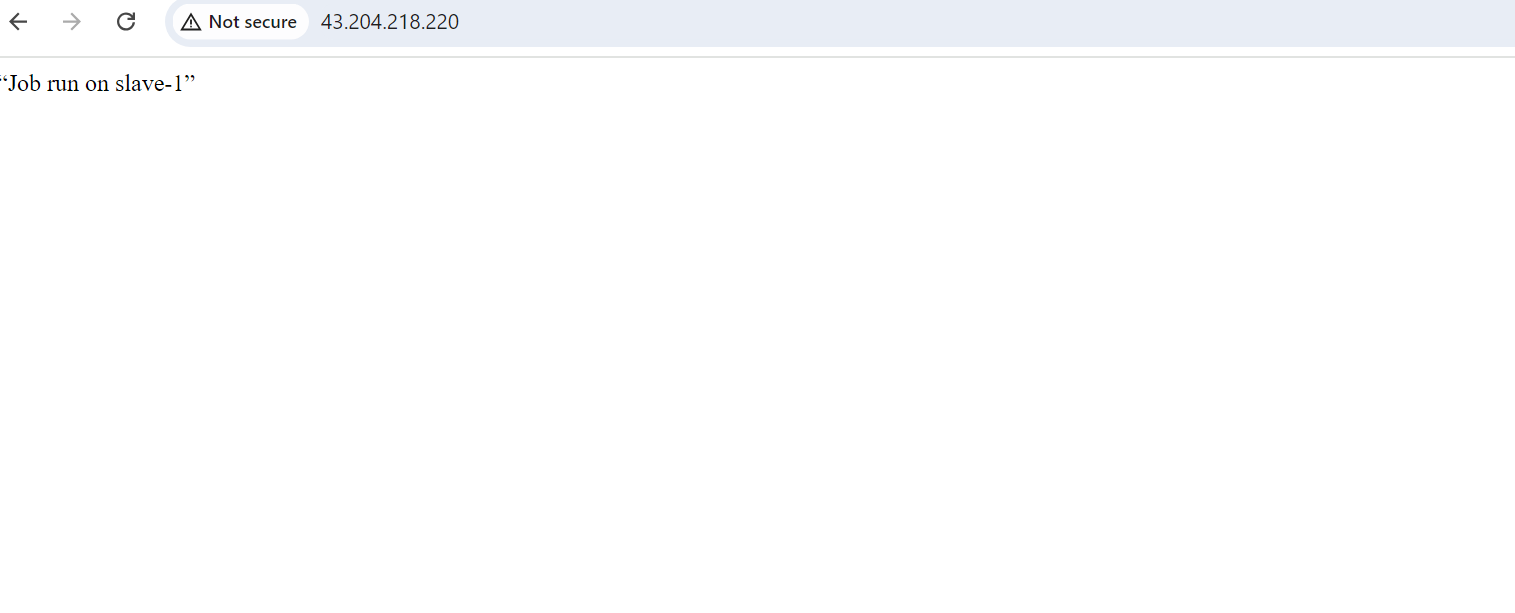 Not secure 43.204.218.220
“Job run on slave-1”